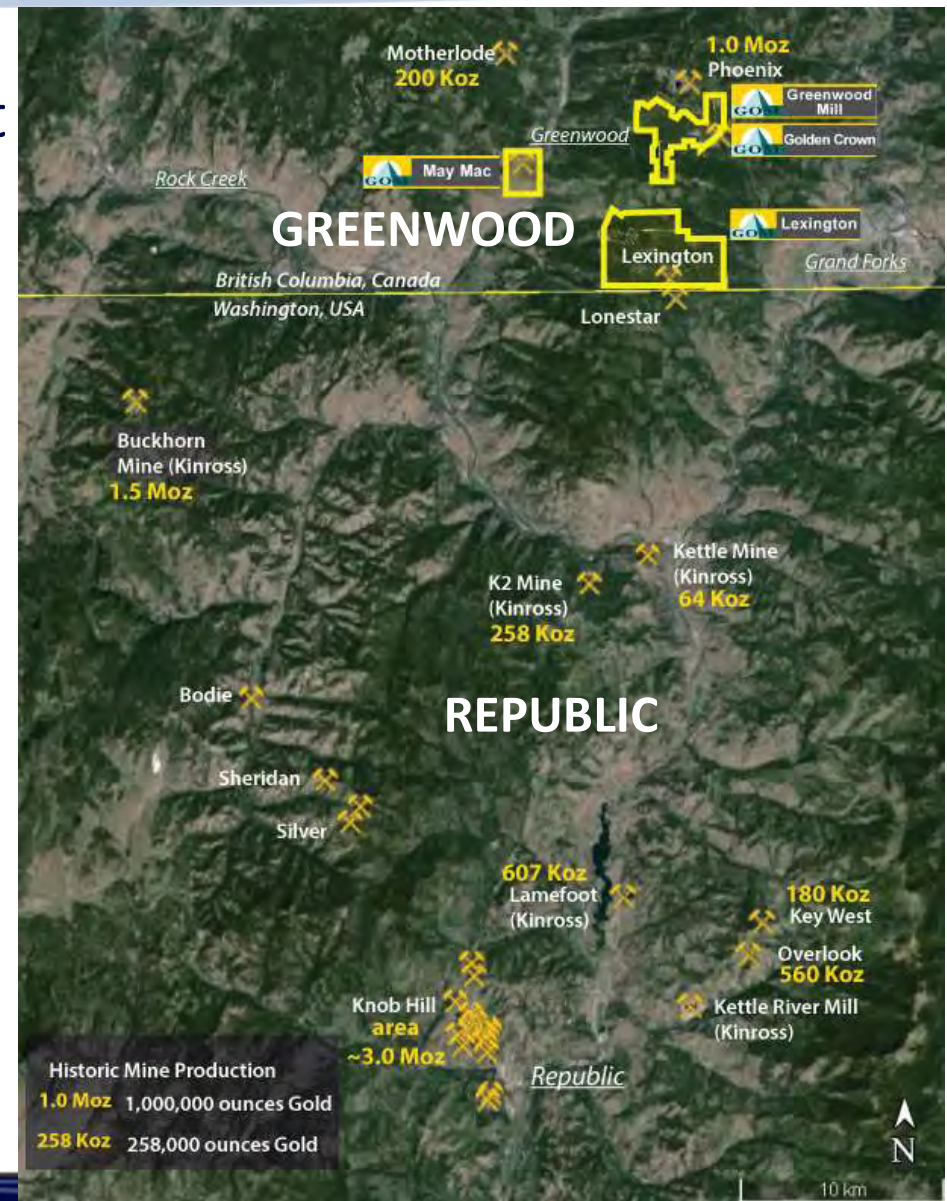 t
1.0 Moz
Phoenix
Motherlode
200 Koz
GOM
Greenwood
Mill
GOM
Golden Crown
Greenwood
GOM
May Mac
Rock Creek
GREENWOOD
GOM
Lexington
Lexington
Grand Forks
British Columbia, Canada
Washington, USA
Lonestar
Buckhorn
Mine (Kinross)
1.5 Moz
Kettle Mine
(Kinross)
64 Koz
K2 Mine
(Kinross)
258 Koz
Bodie
REPUBLIC
Sheridan
Silver
607 Koz
Lamefoot
(Kinross)
180 Koz
Key West
Overlook
560 Koz
Knob Hill
area
~3.0 Moz
Kettle River Mill
(Kinross)
Republic
Historic Mine Production
1.0 Moz 1,000,000 ounces Gold
258 Koz 258,000 ounces Gold
N
10 km